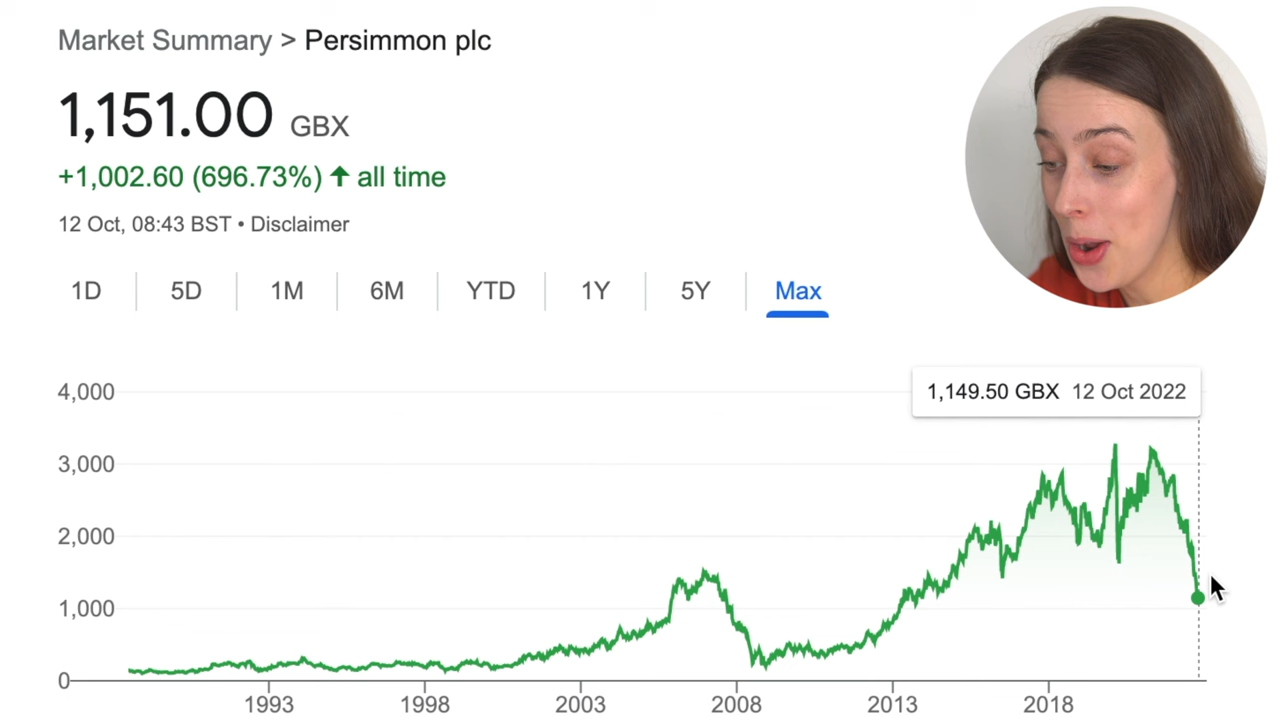 Market Summary > Persimmon plc
1,151.00 GBX
+1,002.60 (696.73%) ↑ all time
12 Oct, 08:43 BST • Disclaimer
1D 5D 1M 6M YTD 1Y 5Y Max
1,149.50 GBX 12 Oct 2022
4,000
3,000
2,000
1,000
0
1993 1998 2003 2008 2013 2018